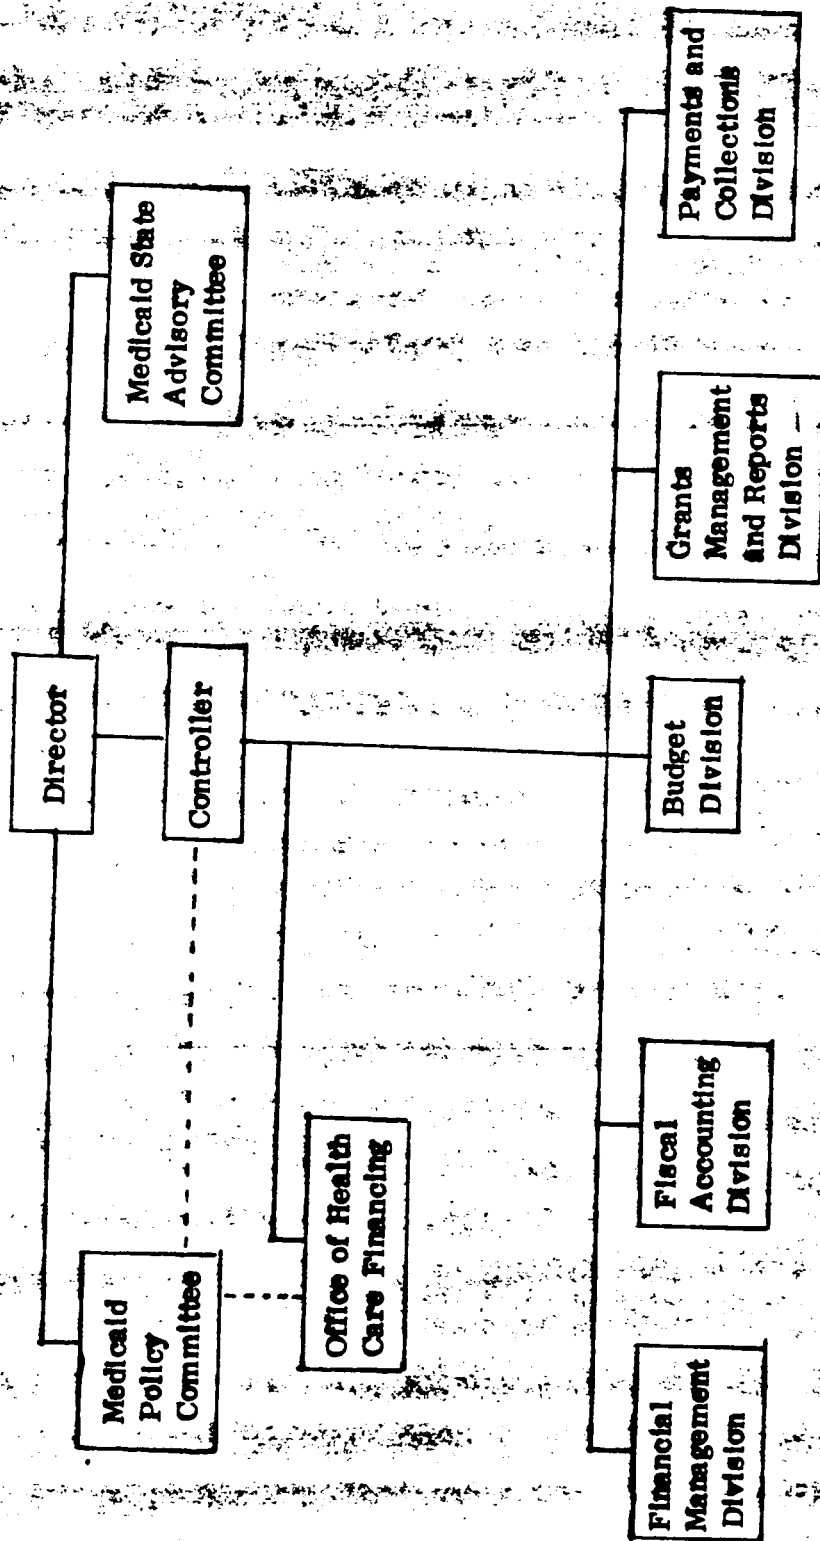 Director
Medicaid
Policy
Committee
Controller
Medicaid State
Advisory
Committee
Office of Health
Care Financing
Financial
Management
Division
Fiscal
Accounting
Division
Budget
Division
Grants
Management
and Reports
Division
Payments and
Collections
Division